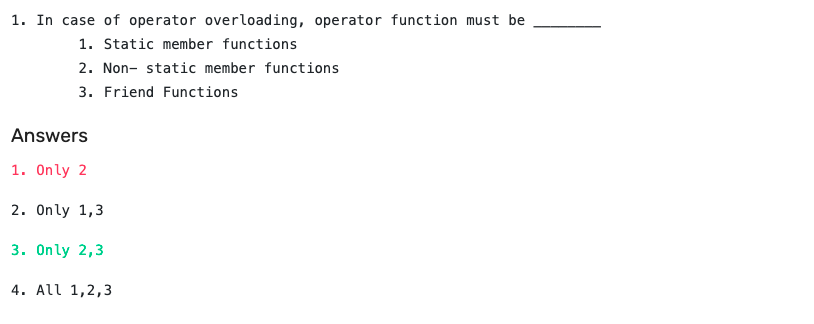 1. In case of operator overloading, operator function must be ________
1. Static member functions
2. Non- static member functions
3. Friend Functions
Answers
1. Only 2
2. Only 1,3
3. Only 2,3
4. All 1,2,3